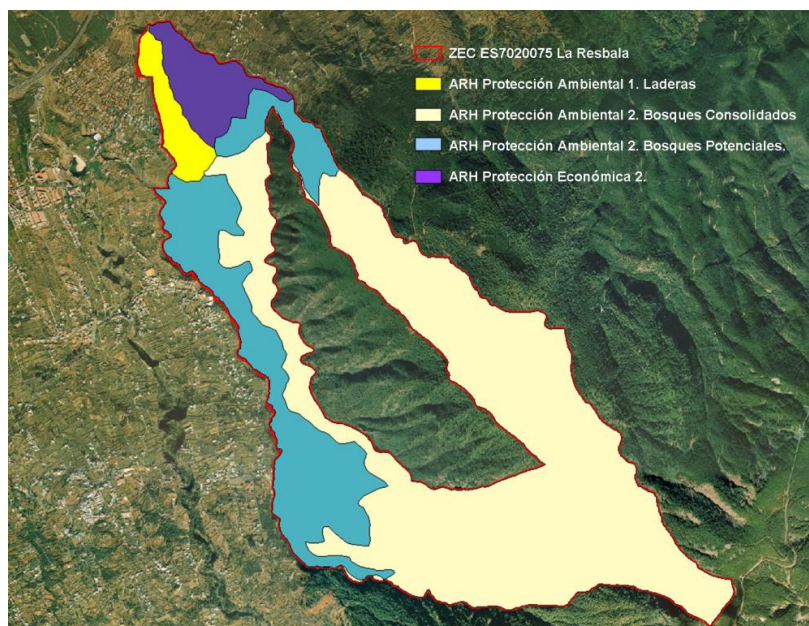 ZEC ES7020075 La Resbala
ARH Protección Ambiental 1. Laderas
ARH Protección Ambiental 2. Bosques Consolidados
ARH Protección Ambiental 2. Bosques Potenciales.
ARH Protección Económica 2.